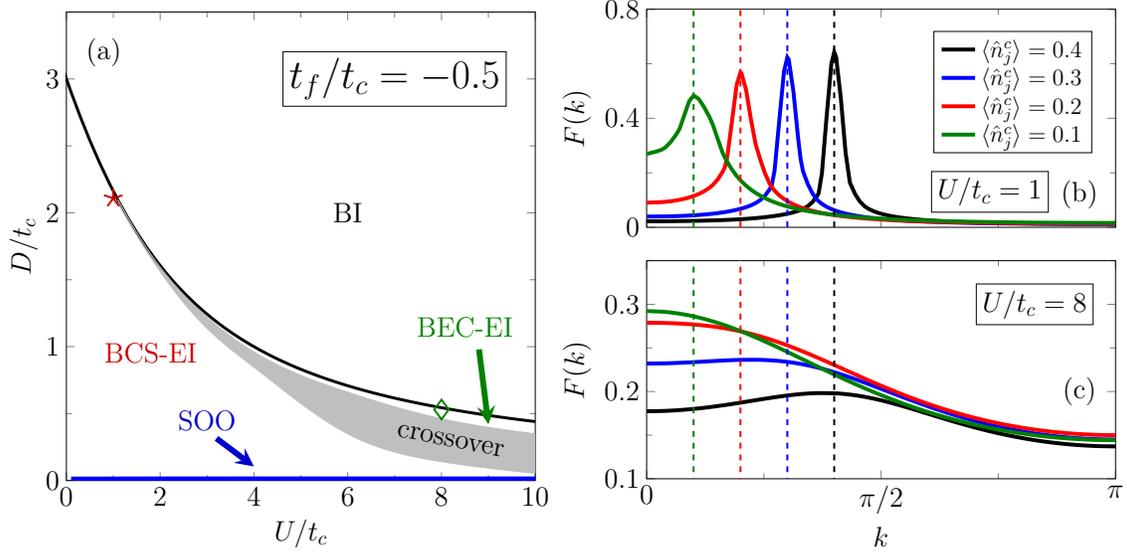 (a)
t_f/t_c = −0.5
3
2
1
0
D/t_c
BI
BCS-EI
BEC-EI
SOO
crossover
0 2 4 6 8 10
U/t_c
0.8
0.4
0
F(k)
⟨n̂_j^c⟩ = 0.4
⟨n̂_j^c⟩ = 0.3
⟨n̂_j^c⟩ = 0.2
⟨n̂_j^c⟩ = 0.1
U/t_c = 1 (b)
0.3
0.2
0.1
F(k)
U/t_c = 8
(c)
0 π/2 π
k